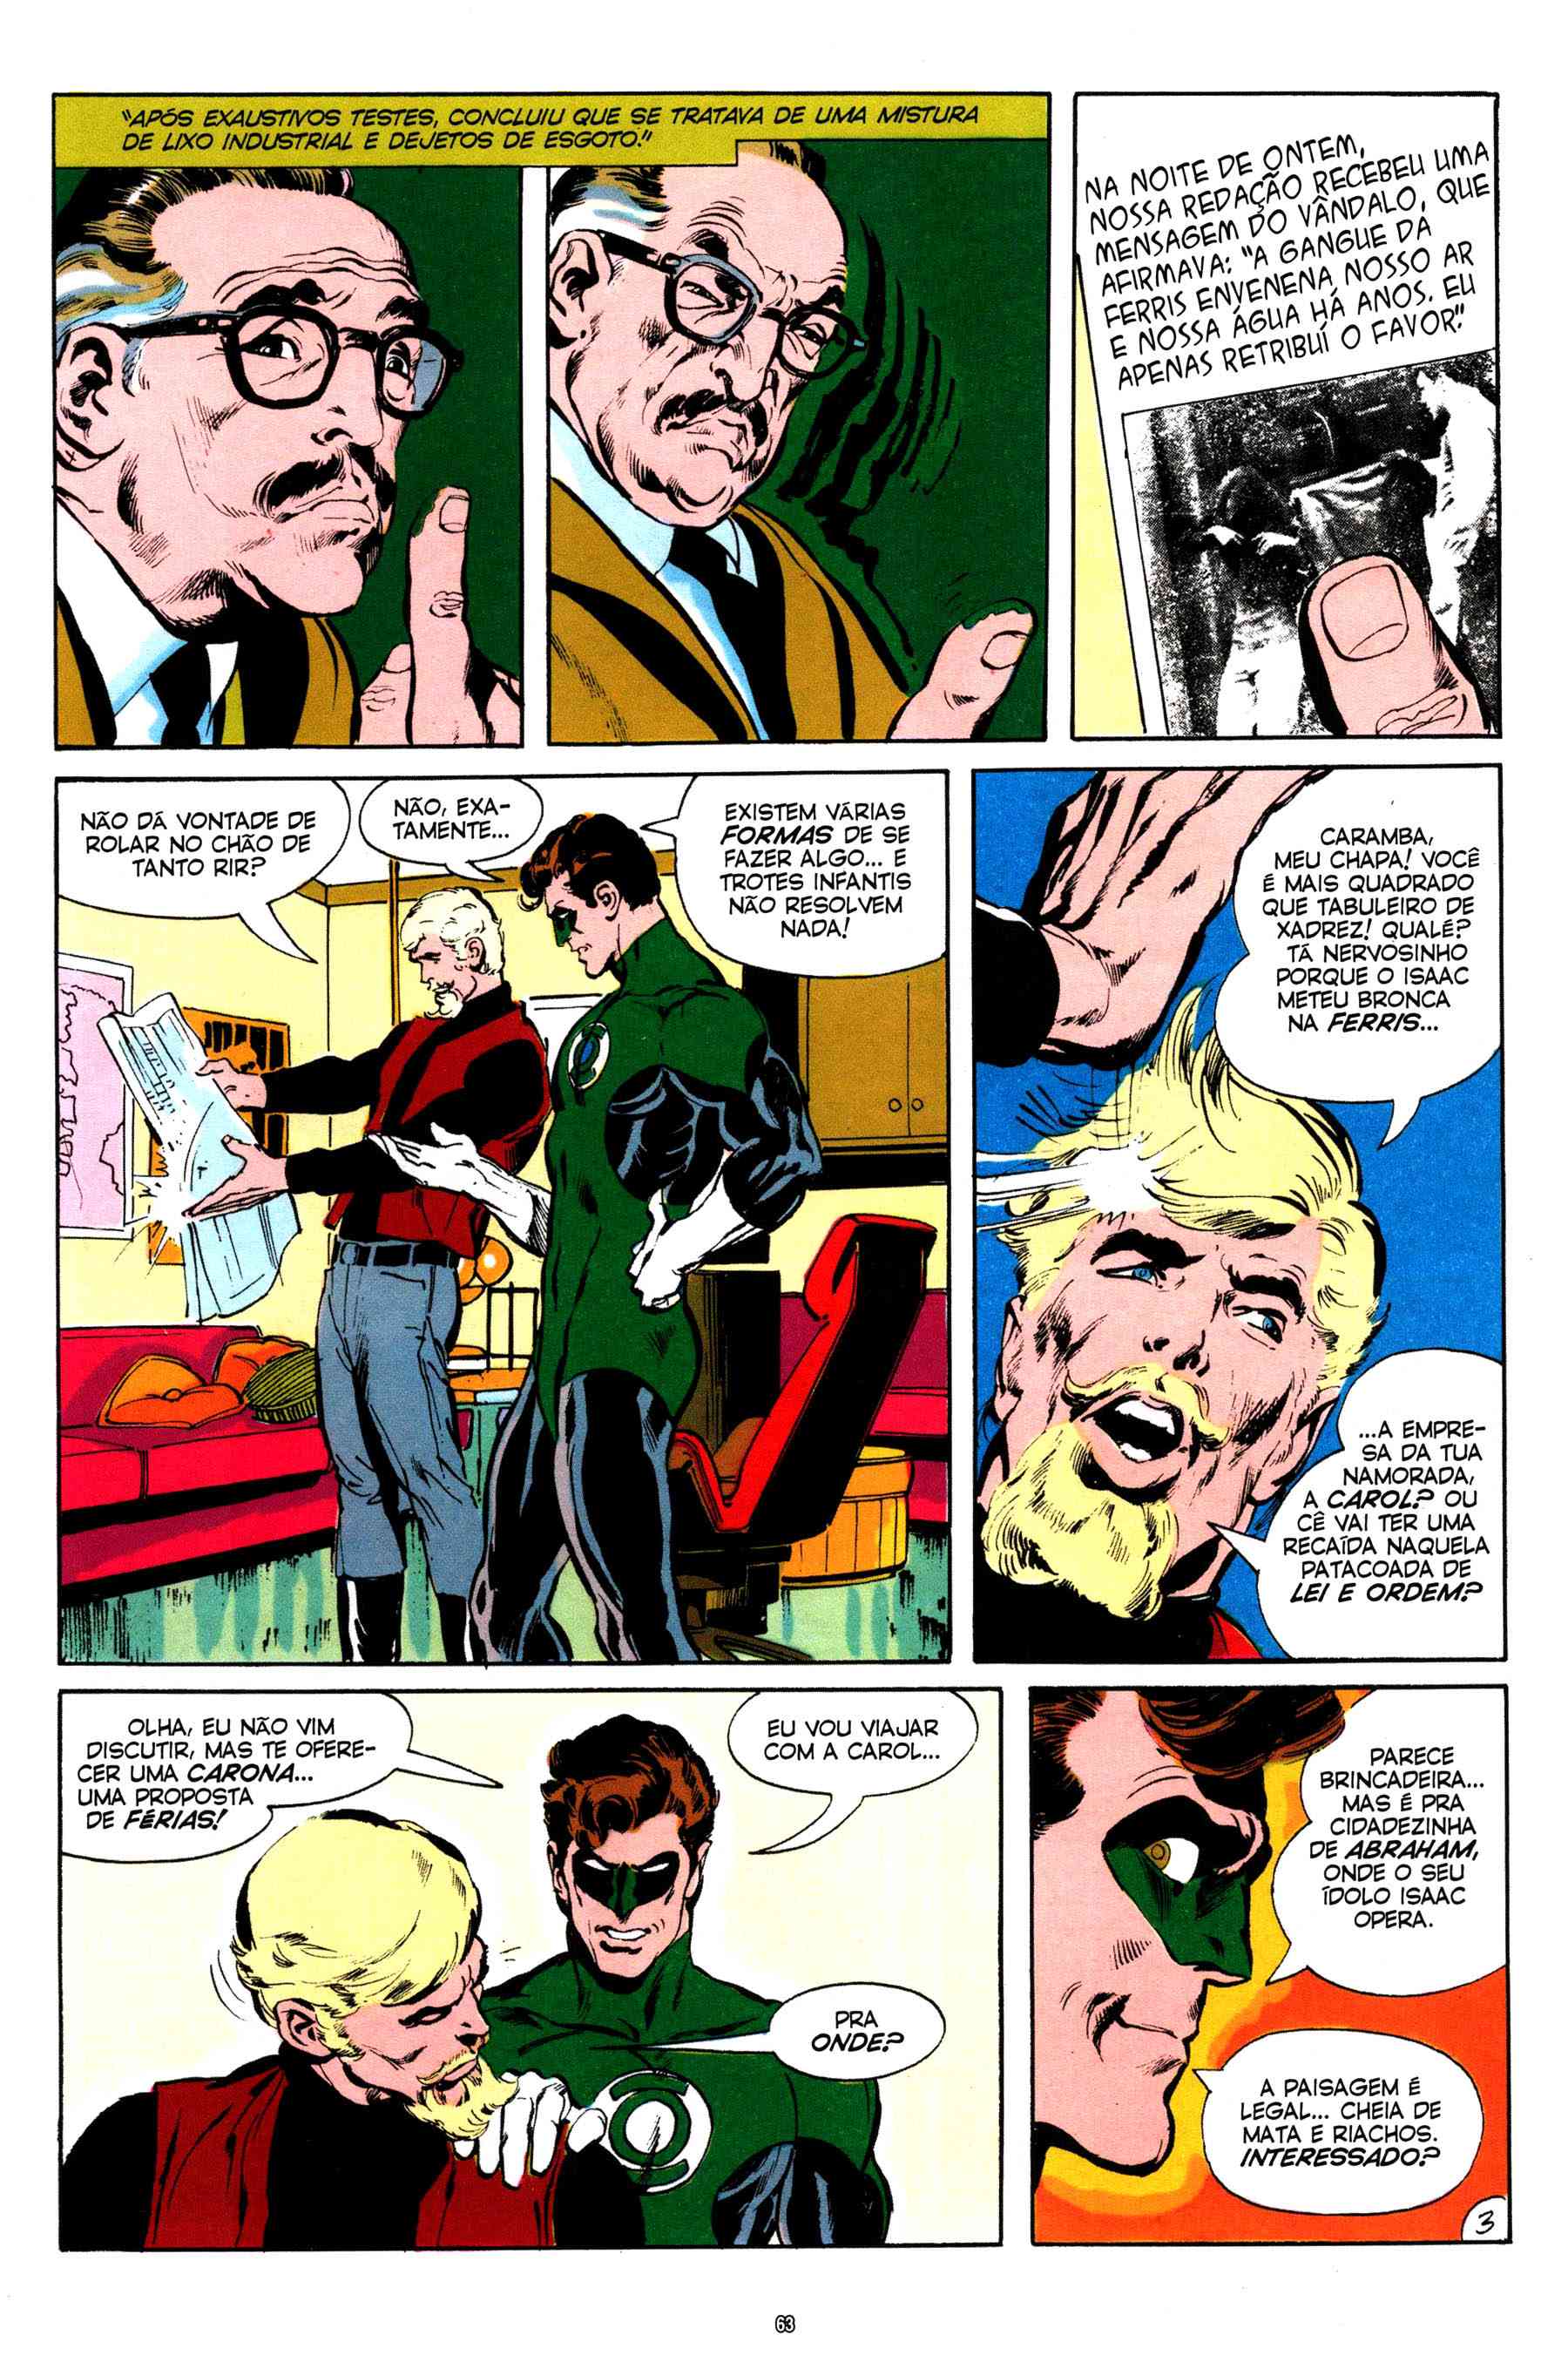 "APÓS EXAUSTIVOS TESTES, CONCLUIU QUE SE TRATAVA DE UMA MISTURA
DE LIXO INDUSTRIAL E DEJETOS DE ESGOTO."
NA NOITE DE ONTEM,
NOSSA REDAÇÃO RECEBEU UMA
MENSAGEM DO VÂNDALO, QUE
AFIRMAVA: "A GANGUE DA
FERRIS ENVENENA NOSSO AR
E NOSSA ÁGUA HÁ ANOS. EU
APENAS RETRIBUÍ O FAVOR."
NÃO DÁ VONTADE DE
ROLAR NO CHÃO DE
TANTO RIR?
NÃO, EXA-
TAMENTE...
EXISTEM VÁRIAS
FORMAS DE SE
FAZER ALGO... E
TROTES INFANTIS
NÃO RESOLVEM
NADA!
CARAMBA,
MEU CHAPA! VOCÊ
É MAIS QUADRADO
QUE TABULEIRO DE
XADREZ! QUALÉ?
TÁ NERVOSINHO
PORQUE O ISAAC
METEU BRONCA
NA FERRIS...
...A EMPRE-
SA DA TUA
NAMORADA,
A CAROL? OU
CÊ VAI TER UMA
RECAÍDA NAQUELA
PATACOADA DE
LEI E ORDEM?
OLHA, EU NÃO VIM
DISCUTIR, MAS TE OFERE-
CER UMA CARONA...
UMA PROPOSTA
DE FÉRIAS!
EU VOU VIAJAR
COM A CAROL...
PRA
ONDE?
PARECE
BRINCADEIRA...
MAS É PRA
CIDADEZINHA
DE ABRAHAM,
ONDE O SEU
ÍDOLO ISAAC
OPERA.
A PAISAGEM É
LEGAL... CHEIA DE
MATA E RIACHOS.
INTERESSADO?
3
63